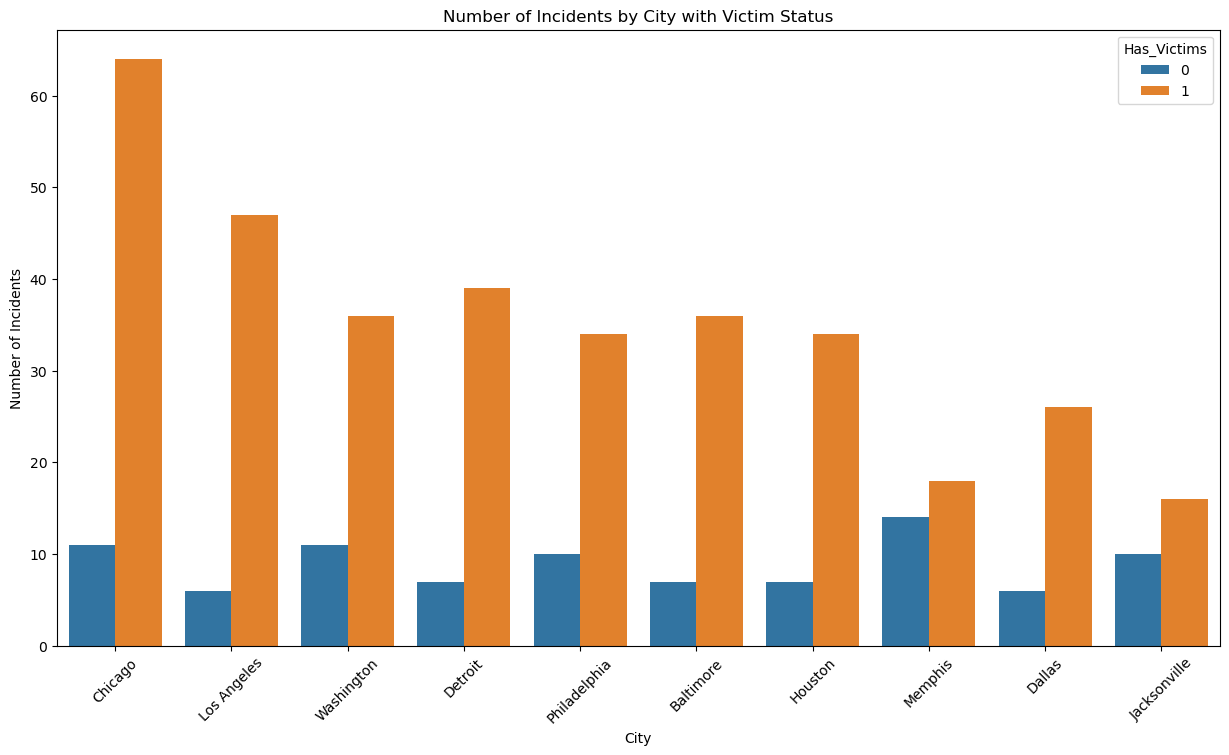 Number of Incidents by City with Victim Status
Has_Victims
0
1
Number of Incidents
60
50
40
30
20
10
0
Chicago
Los Angeles
Washington
Detroit
Philadelphia
Baltimore
Houston
Memphis
Dallas
Jacksonville
City